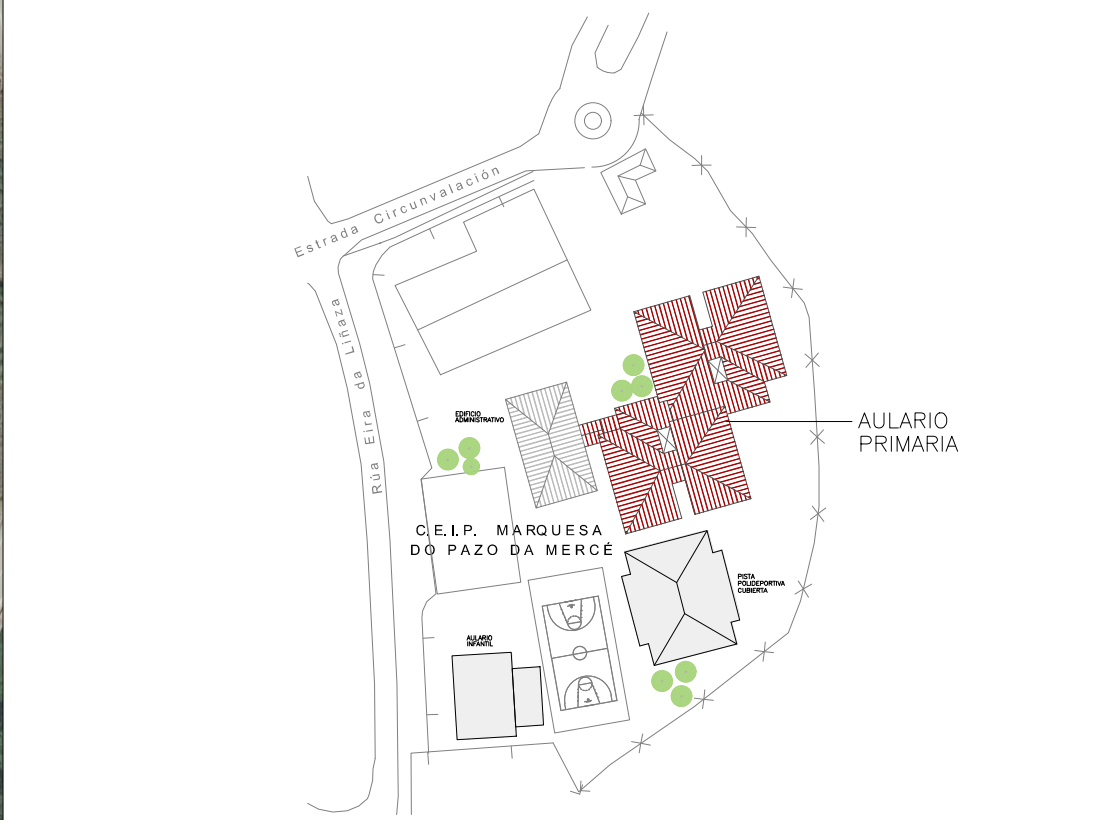 Estrada Circunvalación
Rúa Eira da Liñaza
EDIFICIO
ADMINISTRATIVO
AULARIO
PRIMARIA
C.E.I.P. MARQUESA
DO PAZO DA MERCÉ
PISTA
POLIDEPORTIVA
CUBIERTA
AULARIO
INFANTIL